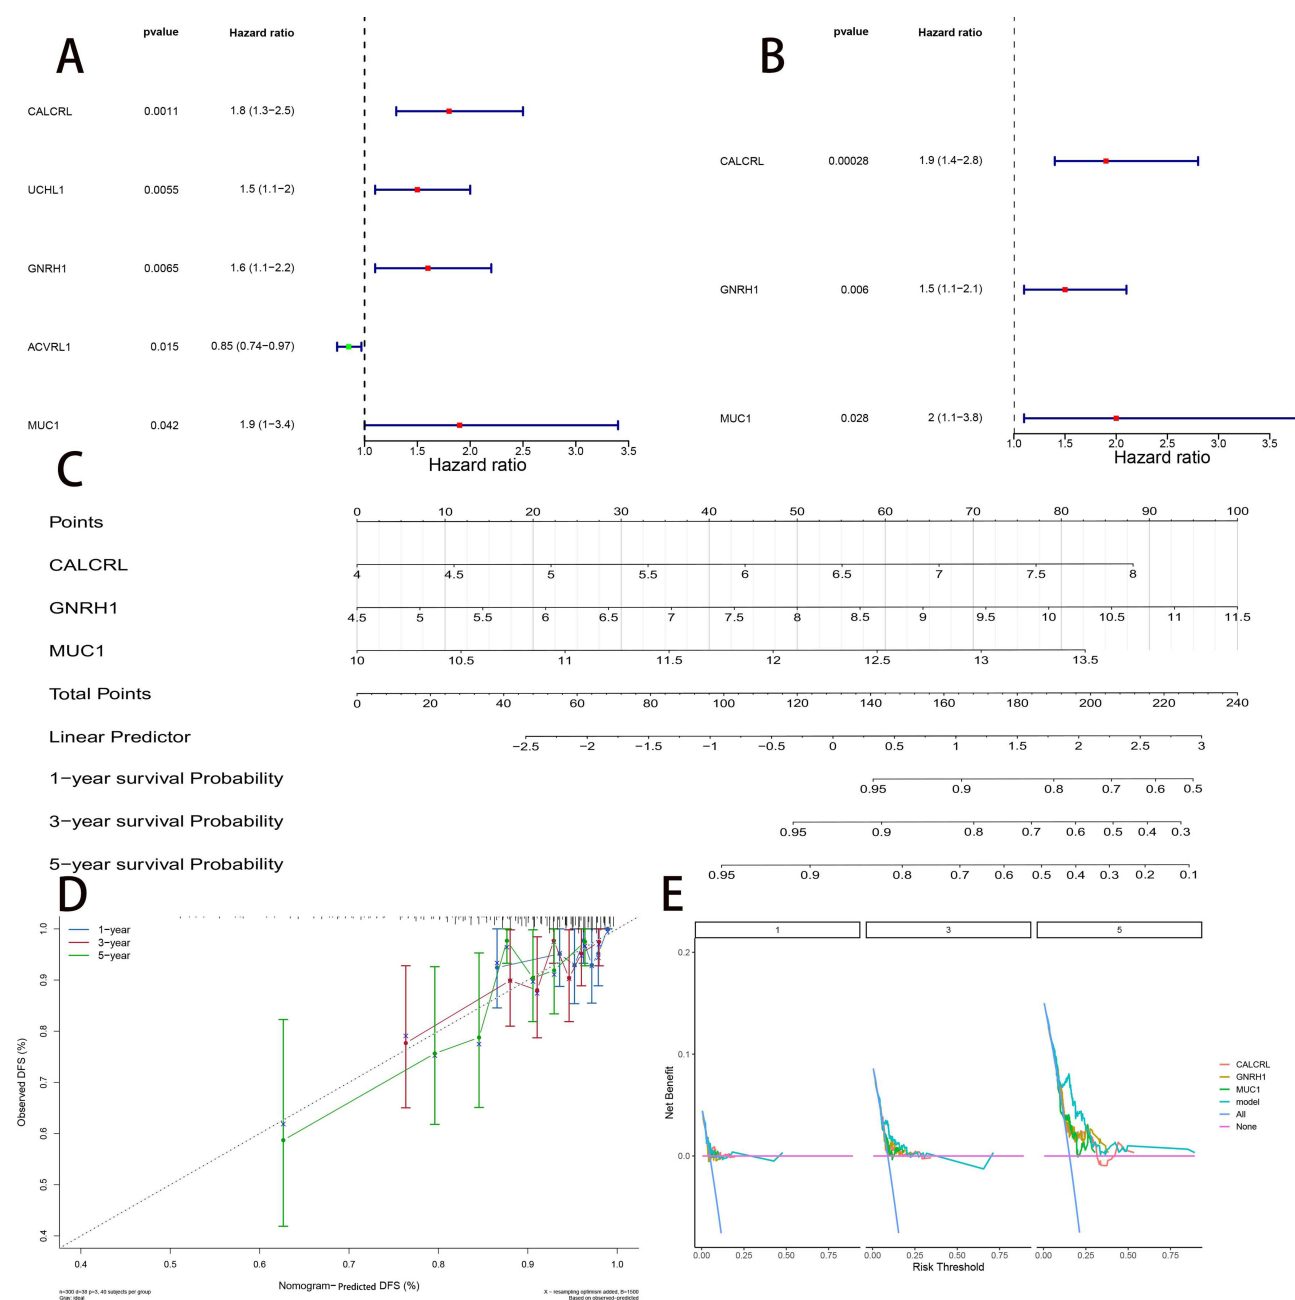 A
pvalue Hazard ratio
CALCRL 0.0011 1.8 (1.3−2.5)
UCHL1 0.0055 1.5 (1.1−2)
GNRH1 0.0065 1.6 (1.1−2.2)
ACVRL1 0.015 0.85 (0.74−0.97)
MUC1 0.042 1.9 (1−3.4)
1.0 1.5 2.0 2.5 3.0 3.5
Hazard ratio
B
pvalue Hazard ratio
CALCRL 0.00028 1.9 (1.4−2.8)
GNRH1 0.006 1.5 (1.1−2.1)
MUC1 0.028 2 (1.1−3.8)
1.0 1.5 2.0 2.5 3.0 3.5
Hazard ratio
C
Points 0 10 20 30 40 50 60 70 80 90 100
CALCRL 4 4.5 5 5.5 6 6.5 7 7.5 8
GNRH1 4.5 5 5.5 6 6.5 7 7.5 8 8.5 9 9.5 10 10.5 11 11.5
MUC1 10 10.5 11 11.5 12 12.5 13 13.5
Total Points 0 20 40 60 80 100 120 140 160 180 200 220 240
Linear Predictor −2.5 −2 −1.5 −1 −0.5 0 0.5 1 1.5 2 2.5 3
1−year survival Probability 0.95 0.9 0.8 0.7 0.6 0.5
3−year survival Probability 0.95 0.9 0.8 0.7 0.6 0.5 0.4 0.3
5−year survival Probability 0.95 0.9 0.8 0.7 0.6 0.5 0.4 0.3 0.2 0.1
D
1−year
3−year
5−year
Observed DFS (%)
1.0
0.9
0.8
0.7
0.6
0.5
0.4
0.4 0.5 0.6 0.7 0.8 0.9 1.0
Nomogram−Predicted DFS (%)
n=300 d=38 p=3, 40 subjects per group
Gray: ideal
X − resampling optimism added, B=1500
Based on observed−predicted
E
1 3 5
Net Benefit
0.2
0.1
0.0
0.00 0.25 0.50 0.75 0.00 0.25 0.50 0.75 0.00 0.25 0.50 0.75
Risk Threshold
CALCRL
GNRH1
MUC1
model
All
None